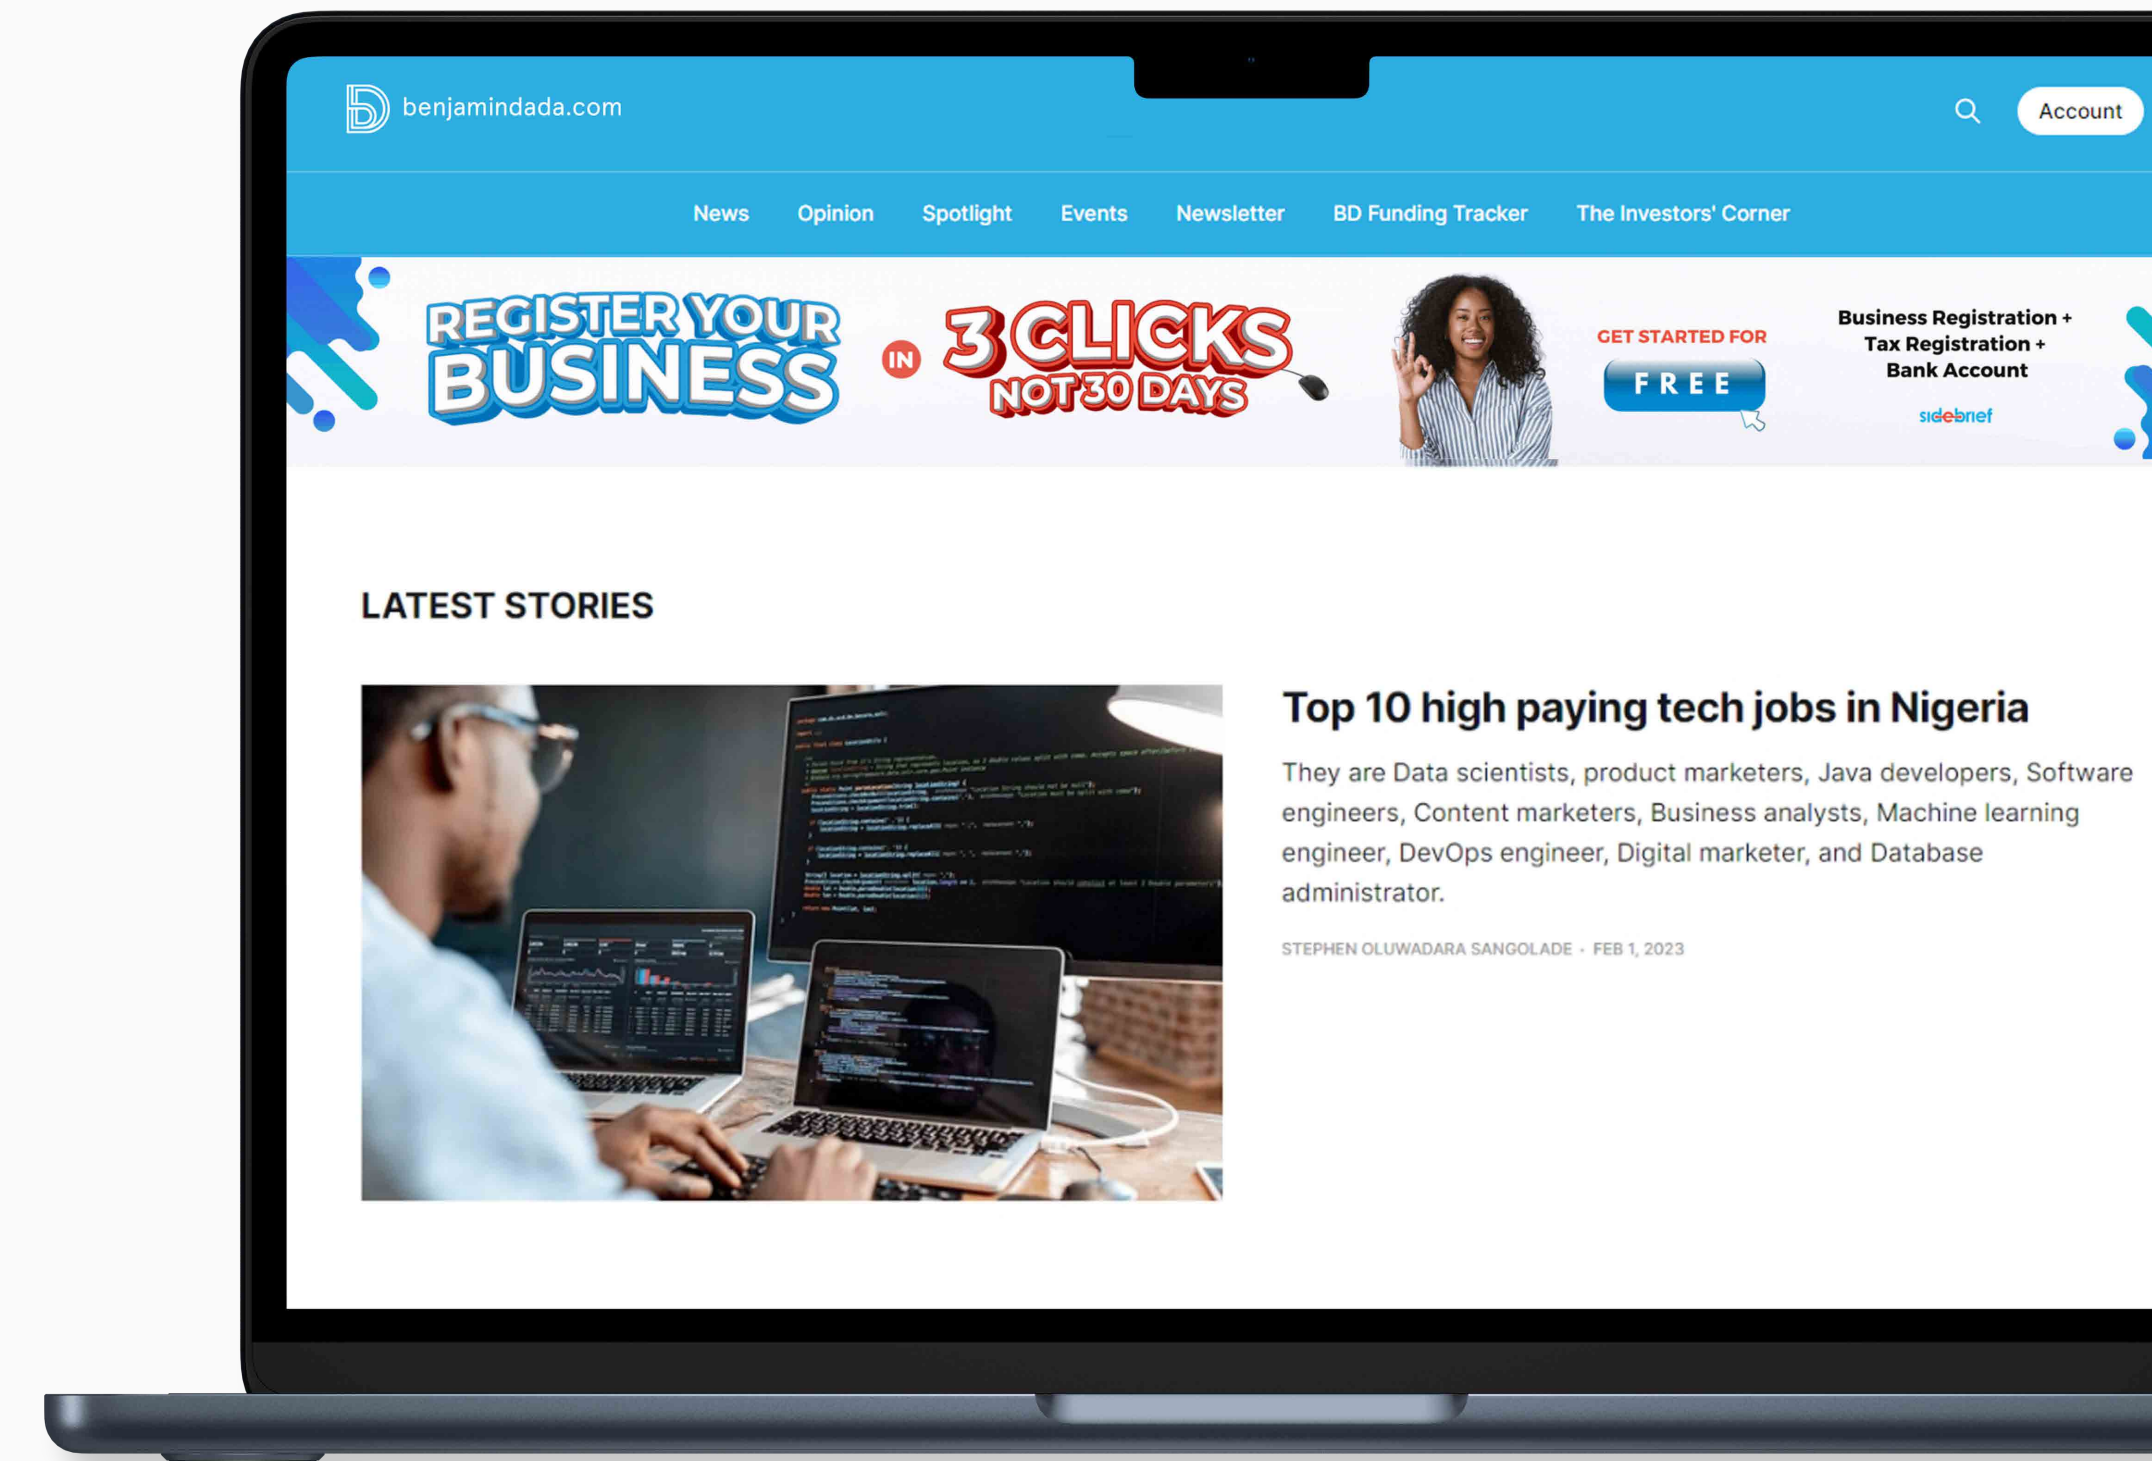 benjamindada.com
Account
News Opinion Spotlight Events Newsletter BD Funding Tracker The Investors' Corner
REGISTER YOUR
BUSINESS
IN
3 CLICKS
NOT 30 DAYS
GET STARTED FOR
FREE
Business Registration +
Tax Registration +
Bank Account
sidebrief
LATEST STORIES
Top 10 high paying tech jobs in Nigeria
They are Data scientists, product marketers, Java developers, Software
engineers, Content marketers, Business analysts, Machine learning
engineer, DevOps engineer, Digital marketer, and Database
administrator.
STEPHEN OLUWADARA SANGOLADE - FEB 1, 2023